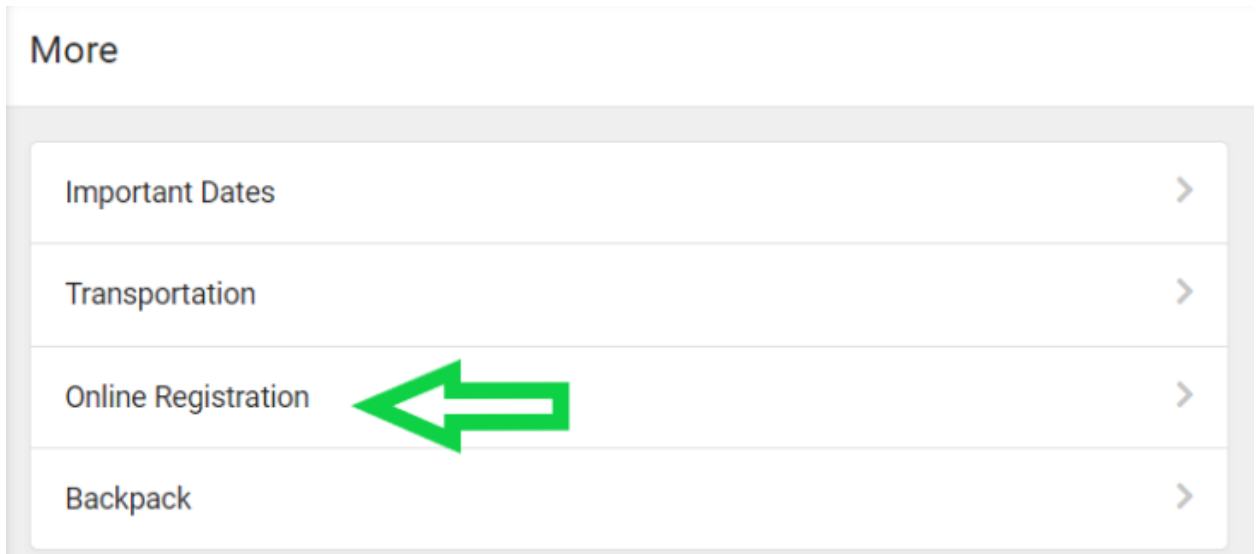 More
Important Dates
Transportation
Online Registration
Backpack